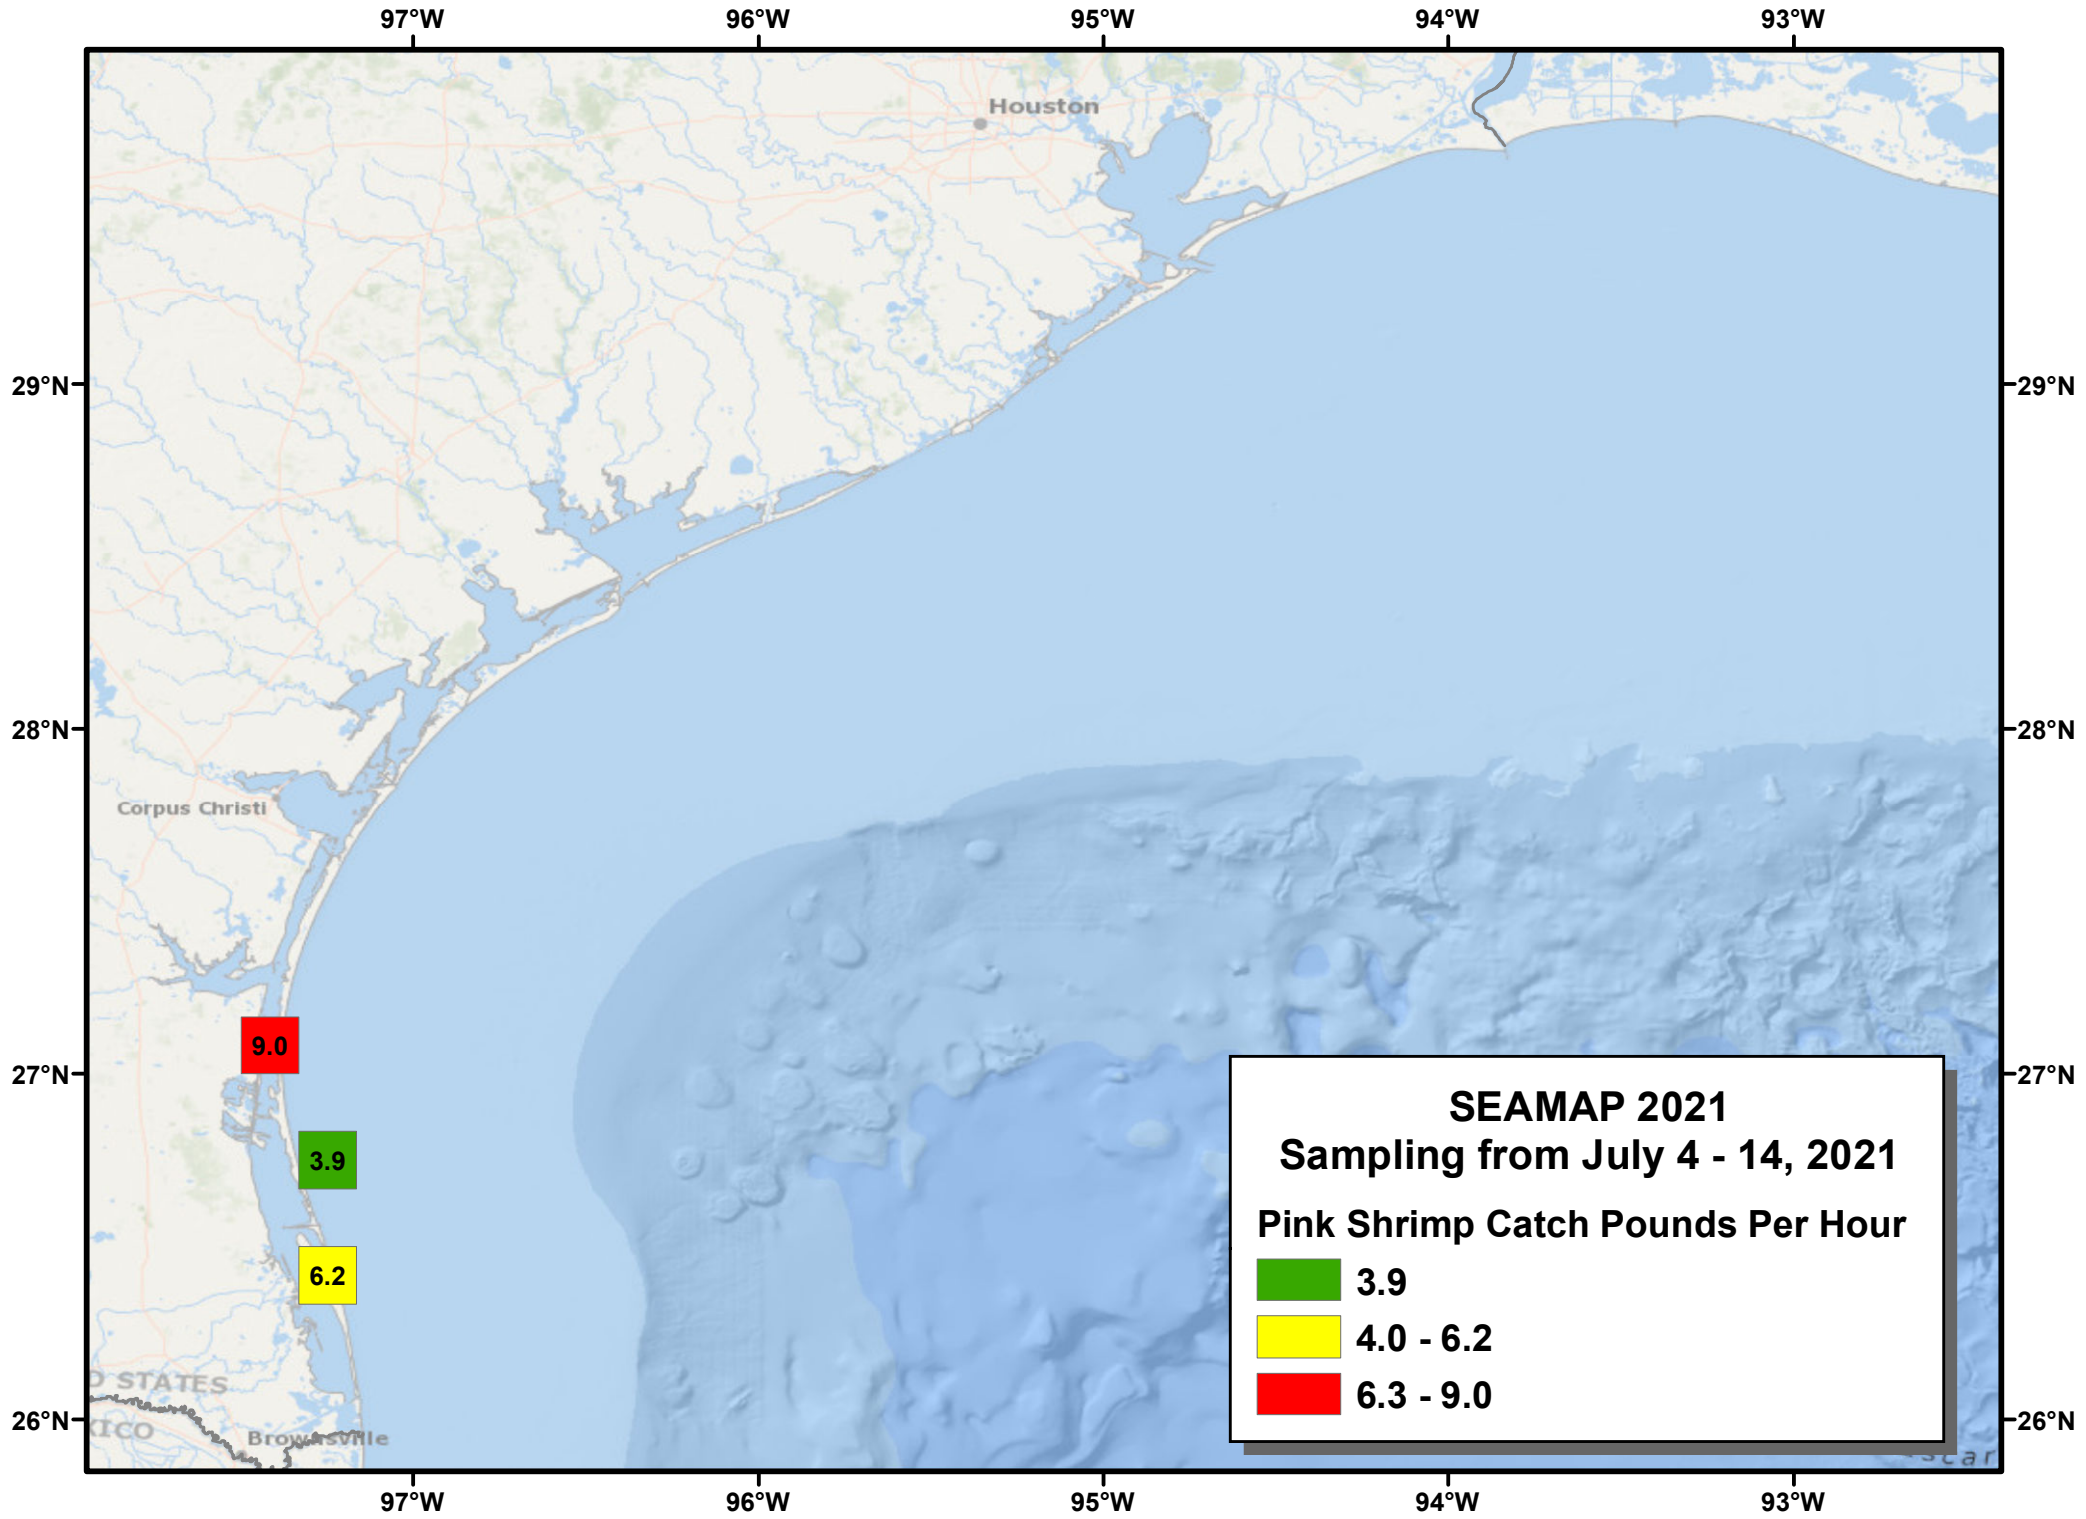 97°W 96°W 95°W 94°W 93°W
Houston
29°N 29°N
28°N 28°N
Corpus Christi
9.0
27°N 27°N
3.9
6.2
SEAMAP 2021
Sampling from July 4 - 14, 2021
Pink Shrimp Catch Pounds Per Hour
3.9
4.0 - 6.2
6.3 - 9.0
D STATES
26°N 26°N
XICO
Brownsville
scar
97°W 96°W 95°W 94°W 93°W